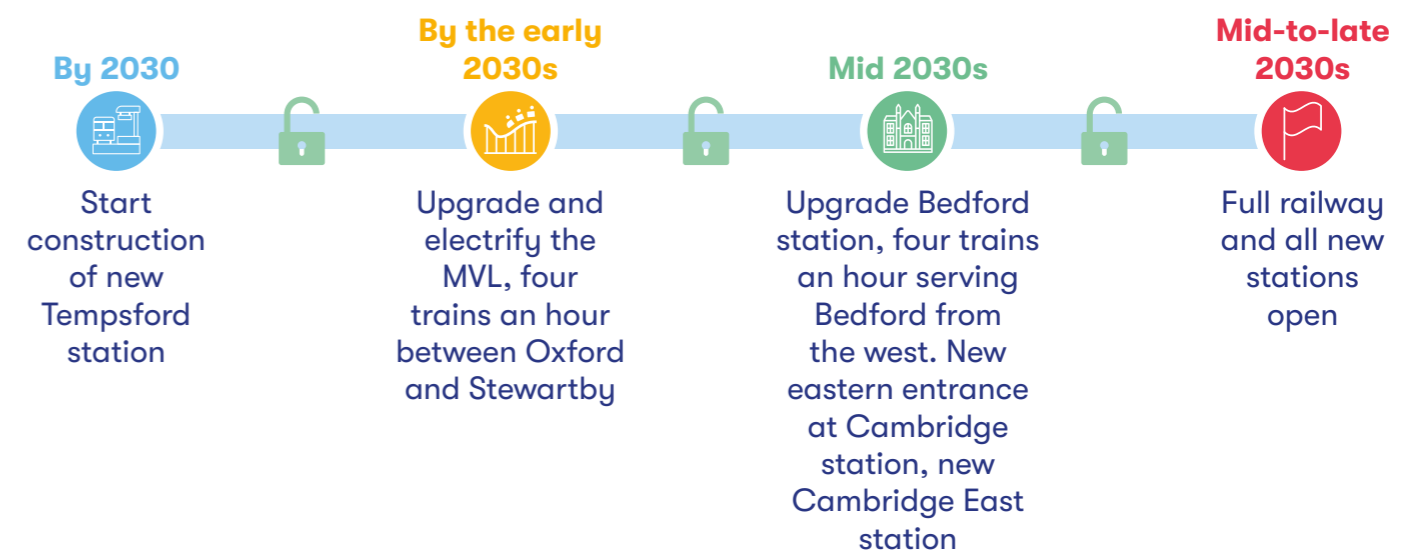 By 2030
Start
construction
of new
Tempsford
station
By the early
2030s
Upgrade and
electrify the
MVL, four
trains an hour
between Oxford
and Stewartby
Mid 2030s
Upgrade Bedford
station, four trains
an hour serving
Bedford from
the west. New
eastern entrance
at Cambridge
station, new
Cambridge East
station
Mid-to-late
2030s
Full railway
and all new
stations
open